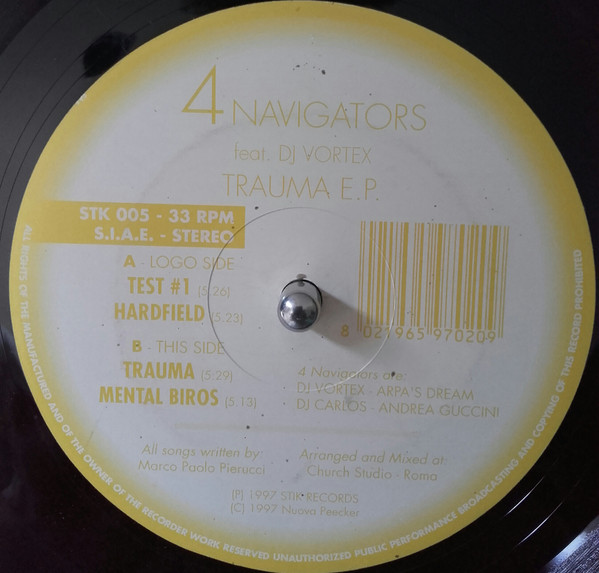 4 NAVIGATORS
feat. DJ VORTEX
TRAUMA E.P.
STK 005 - 33 RPM
S.I.A.E. - STEREO
A - LOGO SIDE
TEST #1 (5.26)
HARDFIELD (5.23)
B - THIS SIDE
TRAUMA (5:29)
MENTAL BIROS (5.13)
8 021965 970209
4 Navigators are:
DJ VORTEX - ARPA'S DREAM
DJ CARLOS - ANDREA GUCCINI
All songs written by:
Marco Paolo Pierucci
Arranged and Mixed at:
Church Studio - Roma
(P) 1997 STIK RECORDS
(C) 1997 Nuova Peecker
ALL RIGHTS OF THE MANUFACTURED AND OF THE OWNER OF THE RECORDER WORK RESERVED UNAUTHORIZED PUBLIC PERFORMANCE BROADCASTING AND COPYING OF THIS RECORD PROHIBITED